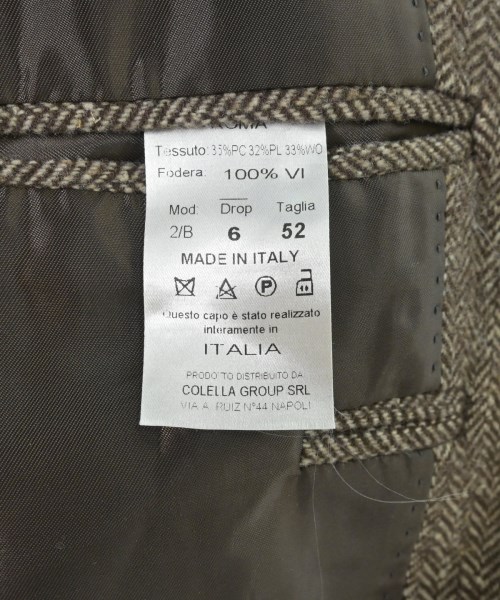 ROMA
Tessuto: 35%PC 32%PL 33%WO
Fodera: 100% VI
Mod: Drop Taglia
2/B 6 52
MADE IN ITALY
P
Questo capo è stato realizzato
interamente in
ITALIA
PRODOTTO DISTRIBUITO DA:
COLELLA GROUP SRL
VIA A. RUIZ N°44 NAPOLI